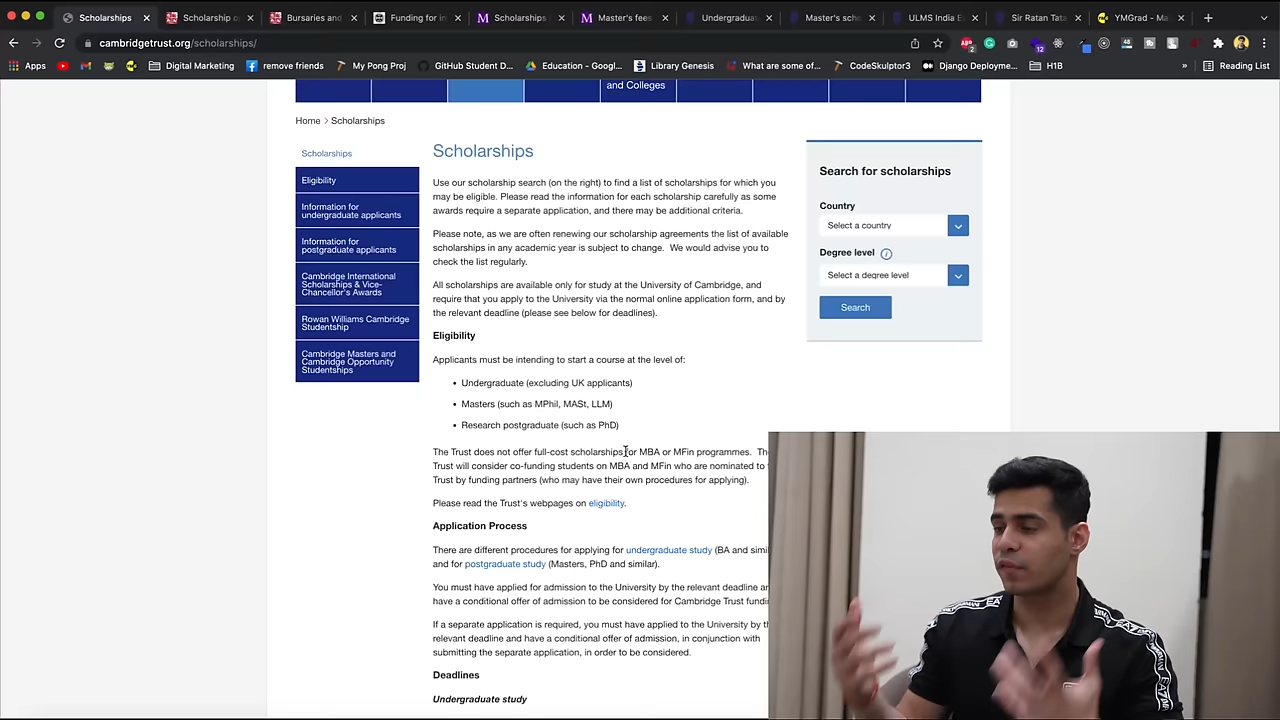 Scholarships
Scholarship o
Bursaries and
Funding for in
Scholarships
Master's fees
Undergradua
Master's scho
ULMS India E
Sir Ratan Tata
YMGrad - Ma
cambridgetrust.org/scholarships/
Apps
Digital Marketing
remove friends
My Pong Proj
GitHub Student D...
Education - Googl...
Library Genesis
What are some of...
CodeSkulptor3
Django Deployme...
H1B
»
Reading List
and Colleges
Home > Scholarships
Scholarships
Eligibility
Information for
undergraduate applicants
Information for
postgraduate applicants
Cambridge International
Scholarships & Vice-
Chancellor's Awards
Rowan Williams Cambridge
Studentship
Cambridge Masters and
Cambridge Opportunity
Studentships
Scholarships
Use our scholarship search (on the right) to find a list of scholarships for which you
may be eligible. Please read the information for each scholarship carefully as some
awards require a separate application, and there may be additional criteria.
Please note, as we are often renewing our scholarship agreements the list of available
scholarships in any academic year is subject to change. We would advise you to
check the list regularly.
All scholarships are available only for study at the University of Cambridge, and
require that you apply to the University via the normal online application form, and by
the relevant deadline (please see below for deadlines).
Eligibility
Applicants must be intending to start a course at the level of:
• Undergraduate (excluding UK applicants)
• Masters (such as MPhil, MASt, LLM)
• Research postgraduate (such as PhD)
The Trust does not offer full-cost scholarships for MBA or MFin programmes. The
Trust will consider co-funding students on MBA and MFin who are nominated to
Trust by funding partners (who may have their own procedures for applying).
Please read the Trust's webpages on eligibility.
Application Process
There are different procedures for applying for undergraduate study (BA and simi
and for postgraduate study (Masters, PhD and similar).
You must have applied for admission to the University by the relevant deadline an
have a conditional offer of admission to be considered for Cambridge Trust fundin
If a separate application is required, you must have applied to the University by th
relevant deadline and have a conditional offer of admission, in conjunction with
submitting the separate application, in order to be considered.
Deadlines
Undergraduate study
Search for scholarships
Country
Select a country
Degree level
Select a degree level
Search